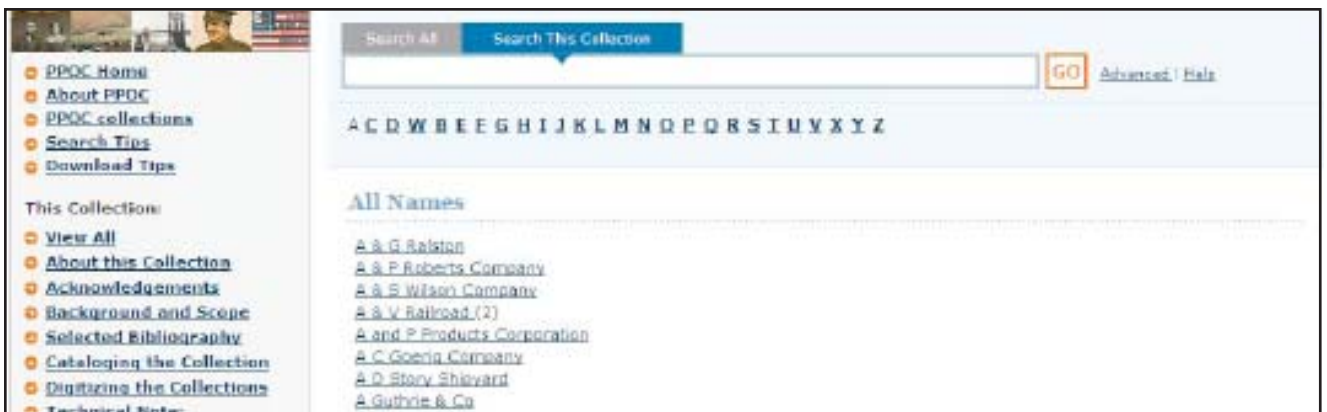 PPOC Home
About PPOC
PPOC collections
Search Tips
Download Tips
This Collection:
View All
About this Collection
Acknowledgements
Background and Scope
Selected Bibliography
Cataloging the Collection
Digitizing the Collections
Technical Notes
Search All Search This Collection
GO Advanced | Help
A C D W B E F G H I J K L M N O P Q R S T U V X Y Z
All Names
A & G Ralston
A & P Roberts Company
A & S Wilson Company
A & V Railroad (2)
A and P Products Corporation
A C Goerig Company
A D Story Shipyard
A Guthrie & Co